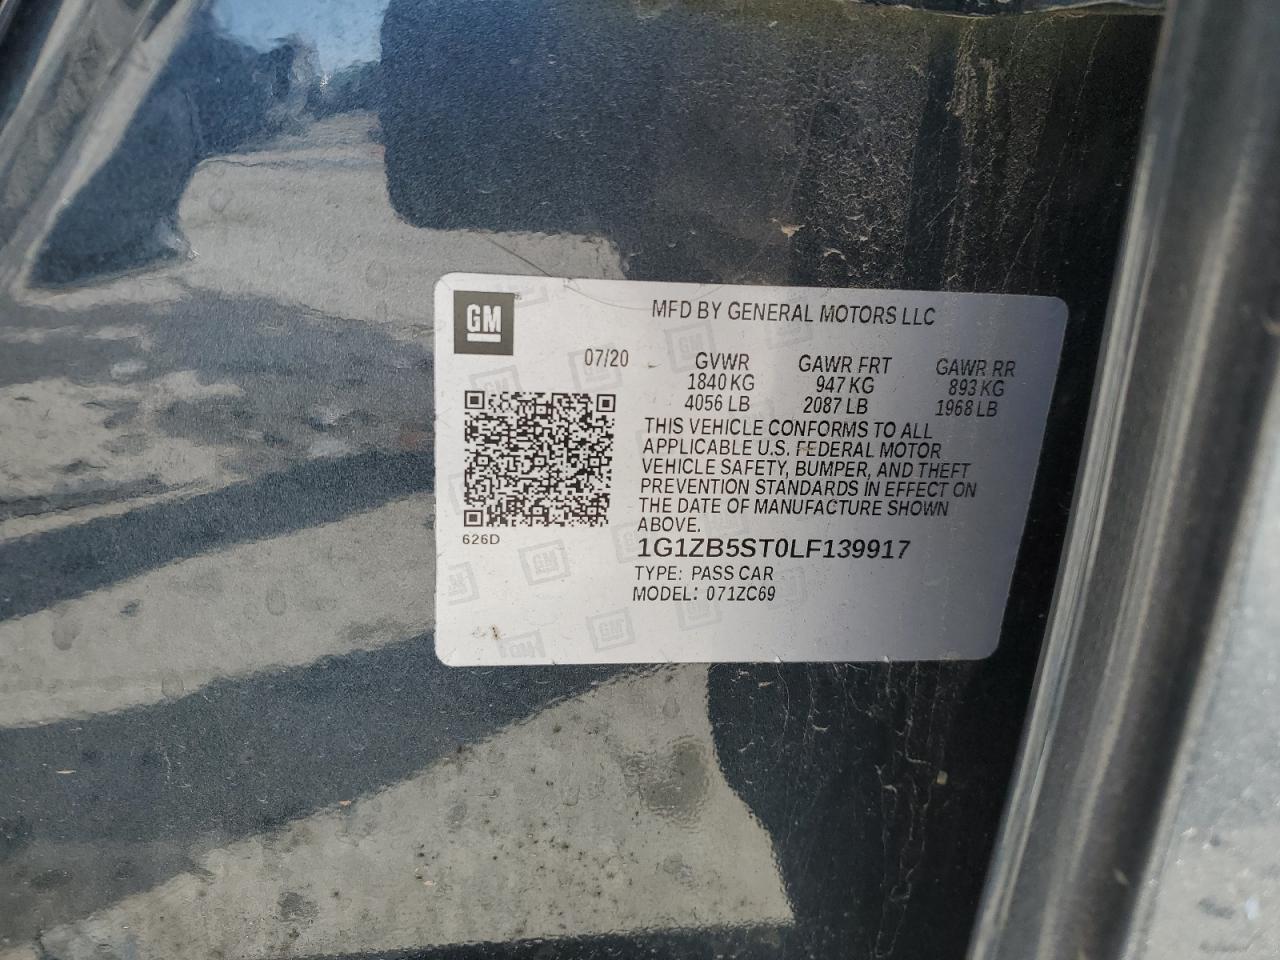 GM
MFD BY GENERAL MOTORS LLC
07/20 GVWR GAWR FRT GAWR RR
1840 KG 947 KG 893 KG
4056 LB 2087 LB 1968 LB
THIS VEHICLE CONFORMS TO ALL
APPLICABLE U.S. FEDERAL MOTOR
VEHICLE SAFETY, BUMPER, AND THEFT
PREVENTION STANDARDS IN EFFECT ON
THE DATE OF MANUFACTURE SHOWN
ABOVE.
626D
1G1ZB5ST0LF139917
TYPE: PASS CAR
MODEL: 071ZC69